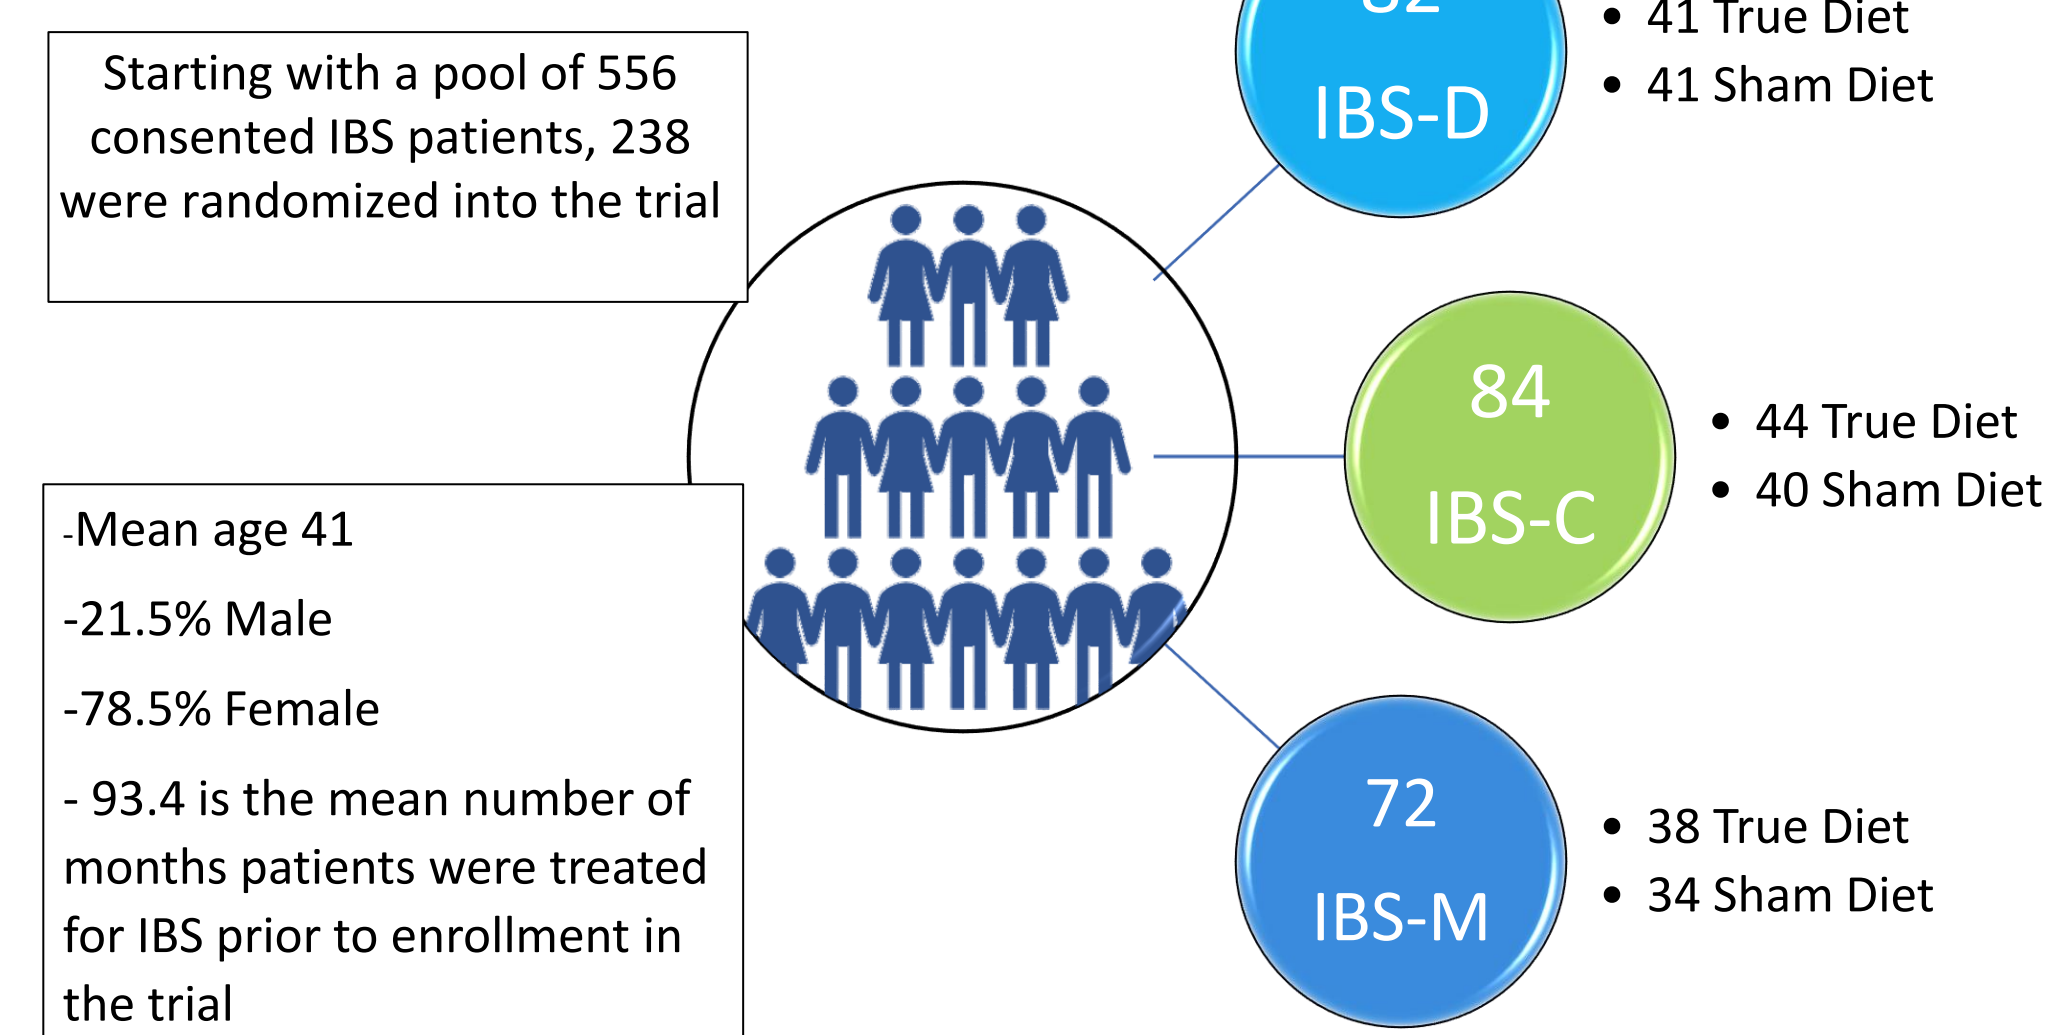 Starting with a pool of 556
consented IBS patients, 238
were randomized into the trial
-Mean age 41
-21.5% Male
-78.5% Female
- 93.4 is the mean number of
months patients were treated
for IBS prior to enrollment in
the trial
82
IBS-D
• 41 True Diet
• 41 Sham Diet
84
IBS-C
• 44 True Diet
• 40 Sham Diet
72
IBS-M
• 38 True Diet
• 34 Sham Diet